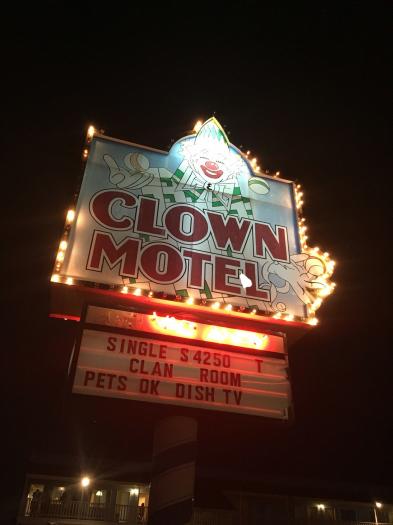 CLOWN
MOTEL
SINGLE $4250 T
CLAN ROOM
PETS OK DISH TV